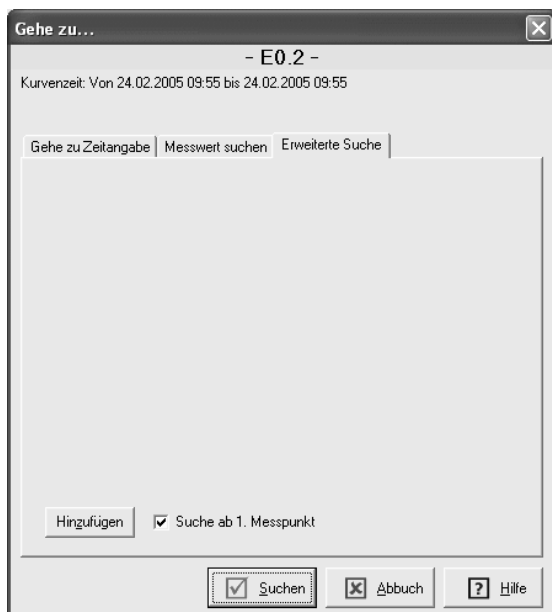 Gehe zu...
- E0.2 -
Kurvenzeit: Von 24.02.2005 09:55 bis 24.02.2005 09:55
Gehe zu Zeitangabe Messwert suchen Erweiterte Suche
Hinzufügen Suche ab 1. Messpunkt
Suchen Abbuch Hilfe